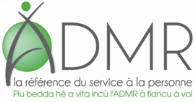 ADMR
la référence du service à la personne
Più bedda hè a vita incù l'ADMR à fiancu à voi